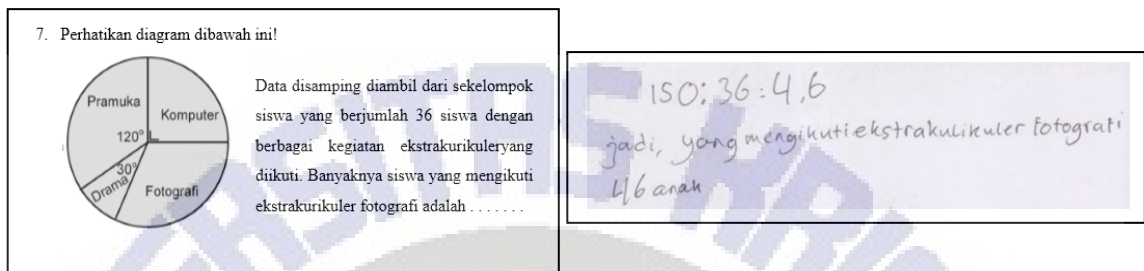 7. Perhatikan diagram dibawah ini!
Pramuka
Komputer
120°
30°
Drama
Fotografi
Data disamping diambil dari sekelompok
siswa yang berjumlah 36 siswa dengan
berbagai kegiatan ekstrakurikuleryang
diikuti. Banyaknya siswa yang mengikuti
ekstrakurikuler fotografi adalah . . . . . . .
150:36:4,6
jadi, yang mengikuti ekstrakulikuler fotografi
46 anak